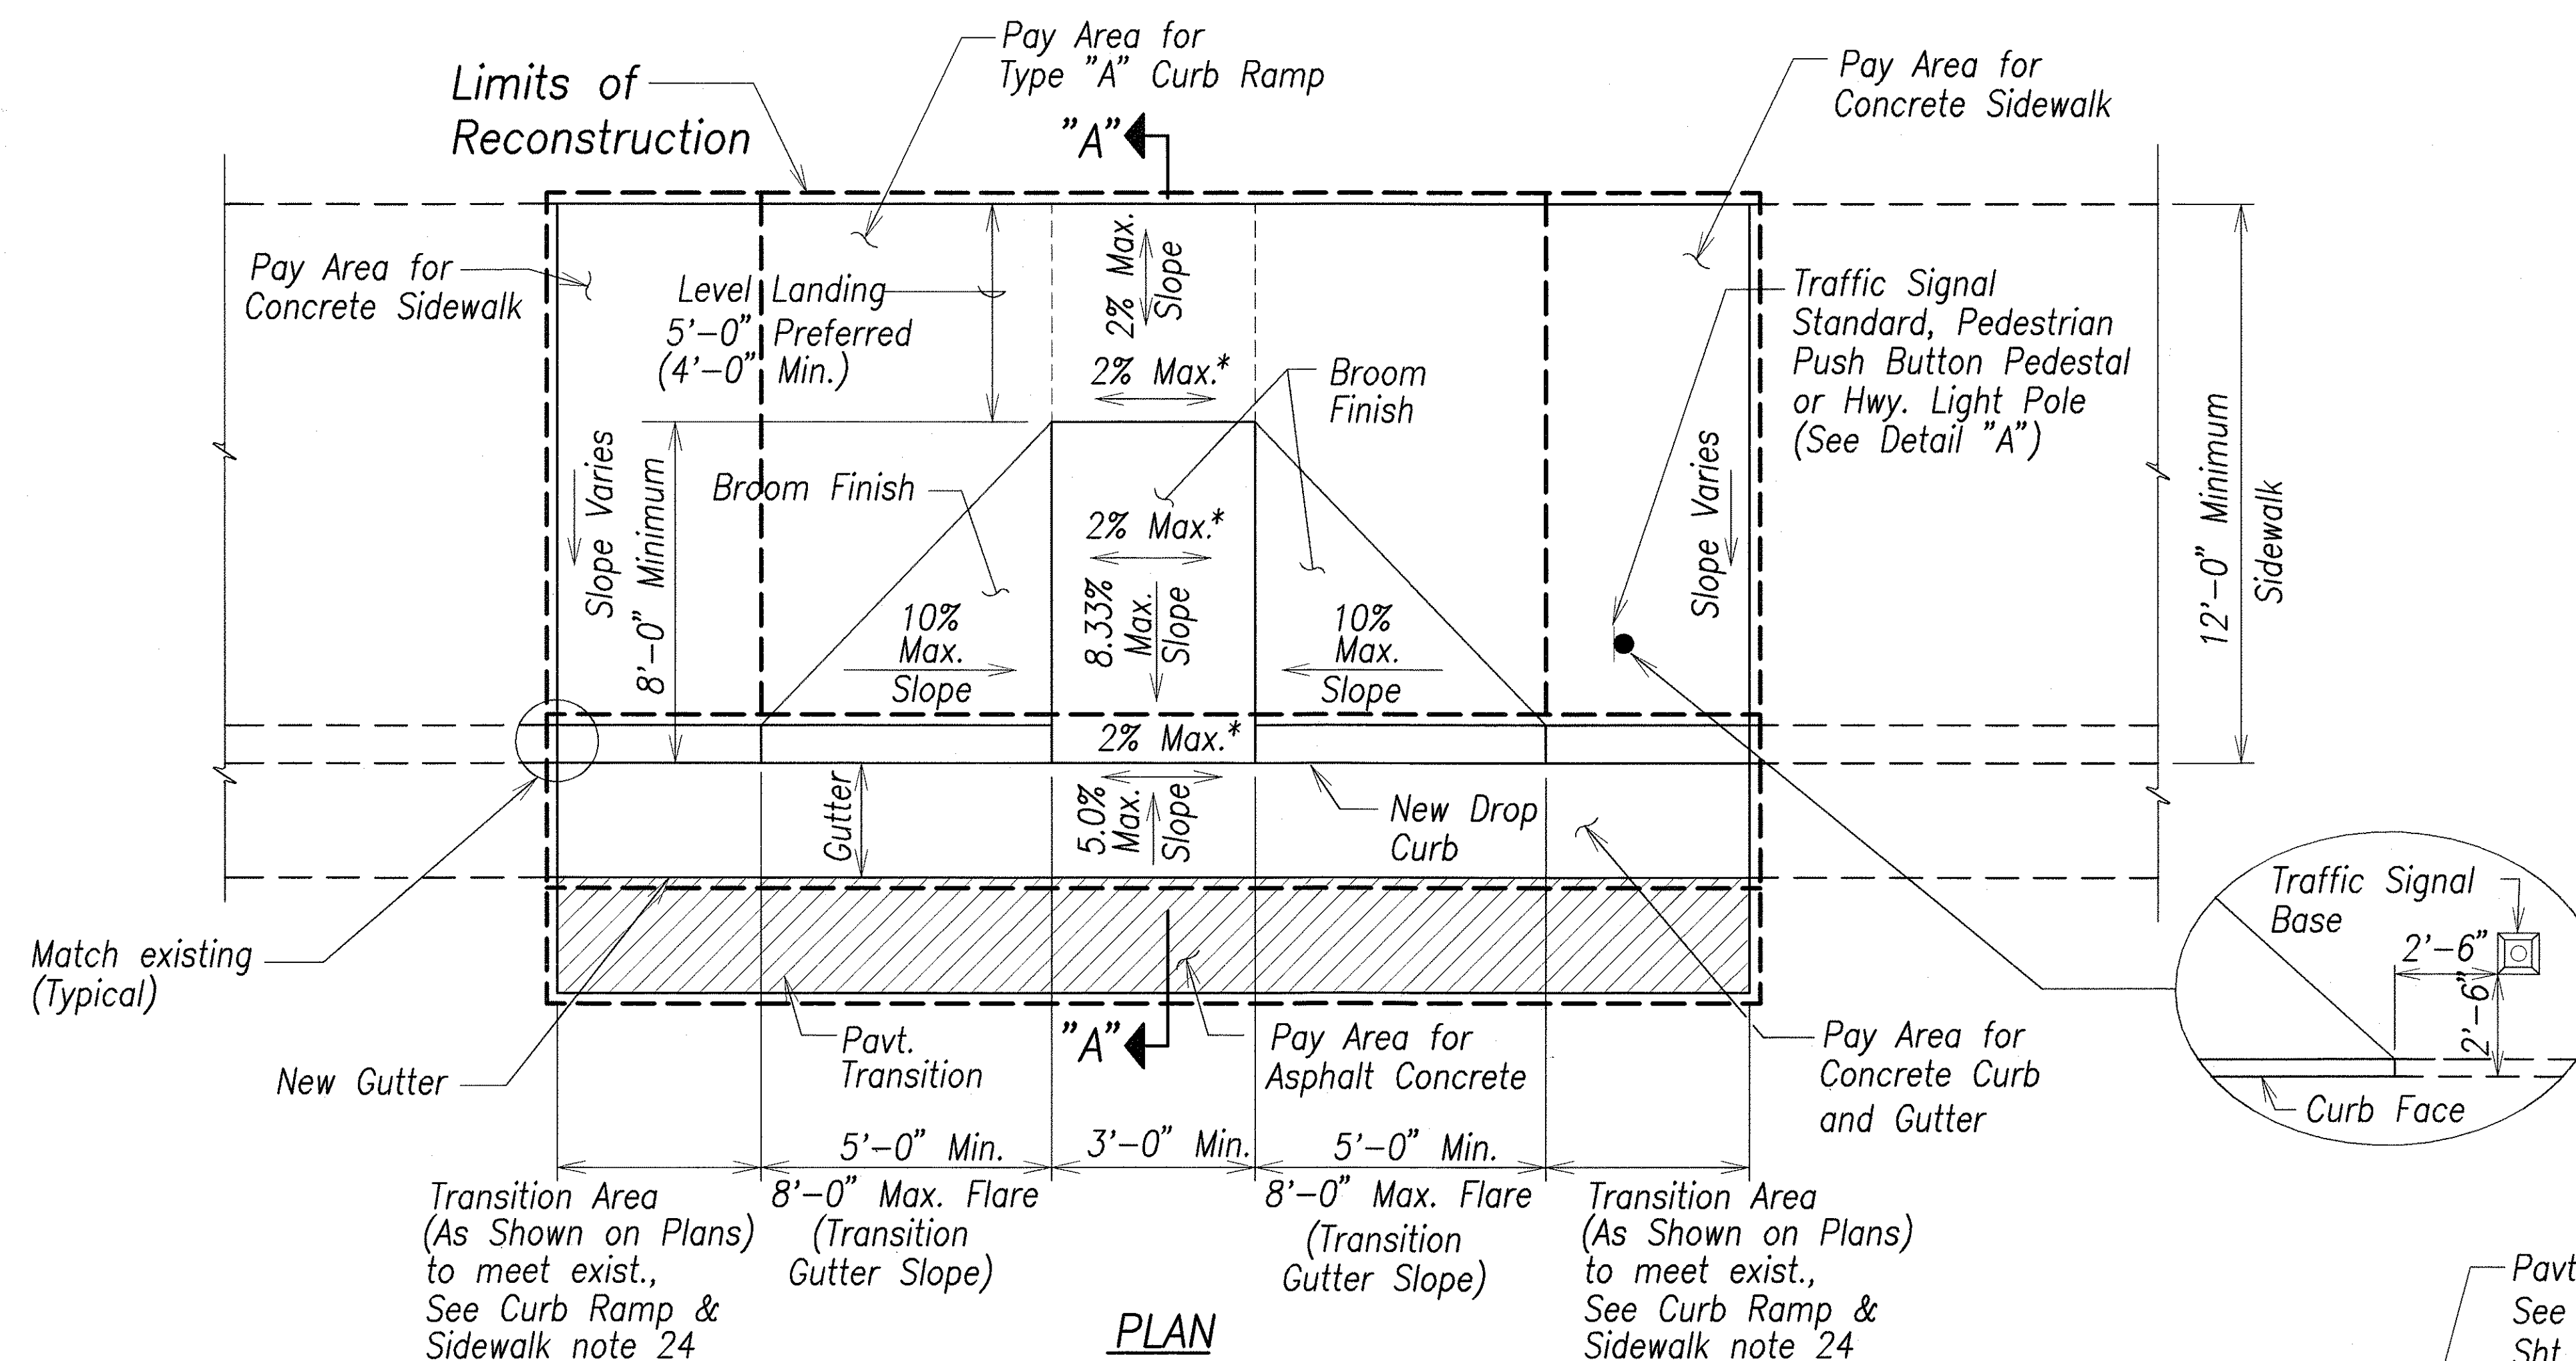 Limits of
Reconstruction
Pay Area for
Type "A" Curb Ramp
"A"
Pay Area for
Concrete Sidewalk
Pay Area for
Concrete Sidewalk
Level Landing
5'-0" Preferred
(4'-0" Min.)
2% Max.
Slope
2% Max.*
Broom
Finish
Traffic Signal
Standard, Pedestrian
Push Button Pedestal
or Hwy. Light Pole
(See Detail "A")
Slope Varies
8'-0" Minimum
Broom Finish
2% Max.*
8.33%
Max.
Slope
10%
Max.
Slope
10%
Max.
Slope
Slope Varies
12'-0" Minimum
Sidewalk
2% Max.*
Gutter
5.0%
Max.
Slope
New Drop
Curb
Match existing
(Typical)
New Gutter
Pavt.
Transition
"A"
Pay Area for
Asphalt Concrete
Pay Area for
Concrete Curb
and Gutter
Traffic Signal
Base
2'-6"
2'-6"
Curb Face
5'-0" Min.
3'-0" Min.
5'-0" Min.
Transition Area
(As Shown on Plans)
to meet exist.,
See Curb Ramp &
Sidewalk note 24
8'-0" Max. Flare
(Transition
Gutter Slope)
8'-0" Max. Flare
(Transition
Gutter Slope)
Transition Area
(As Shown on Plans)
to meet exist.,
See Curb Ramp &
Sidewalk note 24
PLAN
Pavt
See
Sht